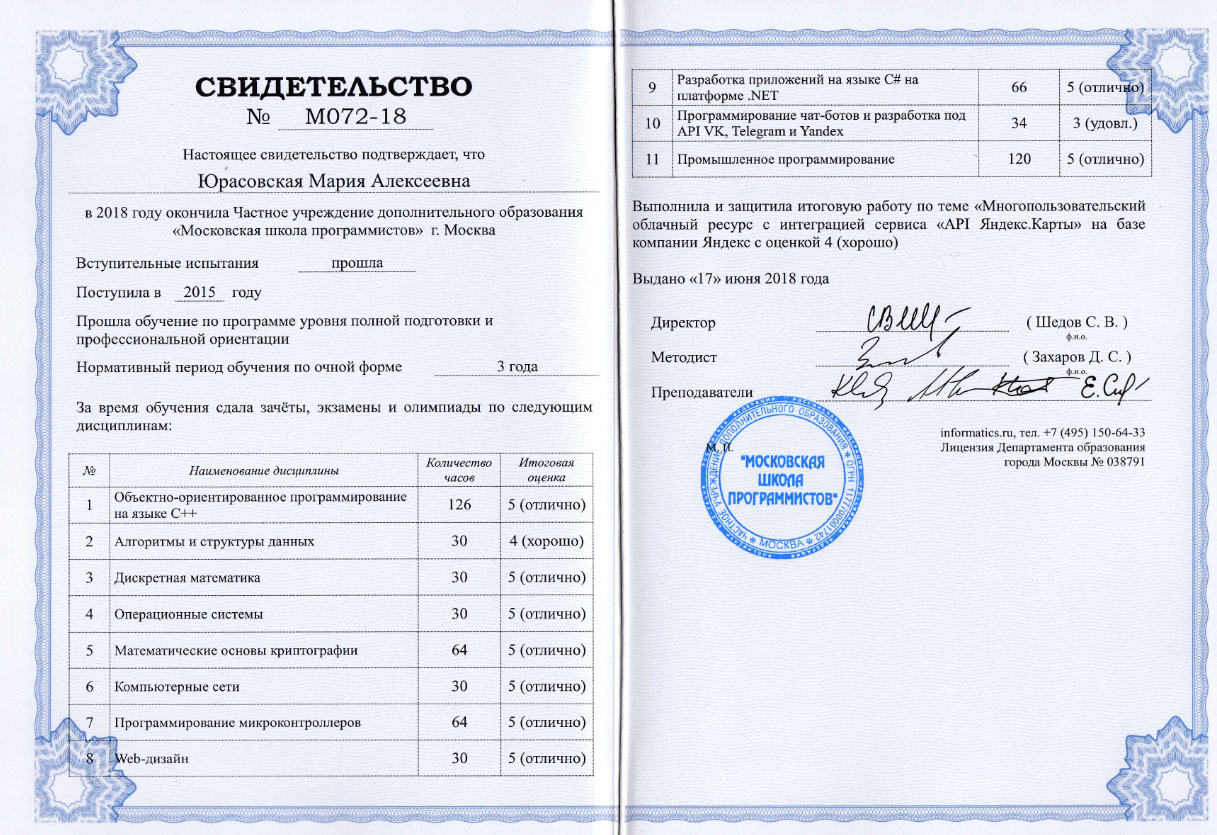 СВИДЕТЕЛЬСТВО
№ М072-18
Настоящее свидетельство подтверждает, что
Юрасовская Мария Алексеевна
в 2018 году окончила Частное учреждение дополнительного образования
«Московская школа программистов» г. Москва
Вступительные испытания прошла
Поступила в 2015 году
Прошла обучение по программе уровня полной подготовки и
профессиональной ориентации
Нормативный период обучения по очной форме 3 года
За время обучения сдала зачёты, экзамены и олимпиады по следующим
дисциплинам:
№ Наименование дисциплины Количество часов Итоговая оценка
1 Объектно-ориентированное программирование
на языке С++ 126 5 (отлично)
2 Алгоритмы и структуры данных 30 4 (хорошо)
3 Дискретная математика 30 5 (отлично)
4 Операционные системы 30 5 (отлично)
5 Математические основы криптографии 64 5 (отлично)
6 Компьютерные сети 30 5 (отлично)
7 Программирование микроконтроллеров 64 5 (отлично)
8 Web-дизайн 30 5 (отлично)
9 Разработка приложений на языке C# на
платформе .NET 66 5 (отлично)
10 Программирование чат-ботов и разработка под
API VK, Telegram и Yandex 34 3 (удовл.)
11 Промышленное программирование 120 5 (отлично)
Выполнила и защитила итоговую работу по теме «Многопользовательский
облачный ресурс с интеграцией сервиса «API Яндекс.Карты» на базе
компании Яндекс с оценкой 4 (хорошо)
Выдано «17» июня 2018 года
Директор ( Шедов С. В. )
ф.и.о.
Методист ( Захаров Д. С. )
ф.и.о.
Преподаватели
informatics.ru, тел. +7 (495) 150-64-33
Лицензия Департамента образования
города Москвы № 038791
М. П.
"МОСКОВСКАЯ
ШКОЛА
ПРОГРАММИСТОВ"
ЧАСТНОЕ УЧРЕЖДЕНИЕ ДОПОЛНИТЕЛЬНОГО ОБРАЗОВАНИЯ * ОГРН 1177700001742 * МОСКВА *